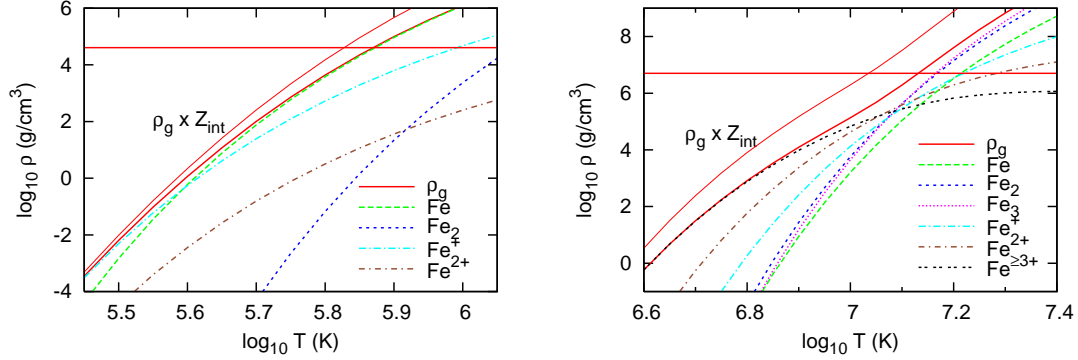 log10 ρ (g/cm3)
6
4
2
0
-2
-4
ρg x Zint
ρg
Fe
Fe2
Fe+
Fe2+
5.5
5.6
5.7
5.8
5.9
6
log10 T (K)
log10 ρ (g/cm3)
8
6
4
2
0
ρg x Zint
ρg
Fe
Fe2
Fe3
Fe+
Fe2+
Fe≥3+
6.6
6.8
7
7.2
7.4
log10 T (K)